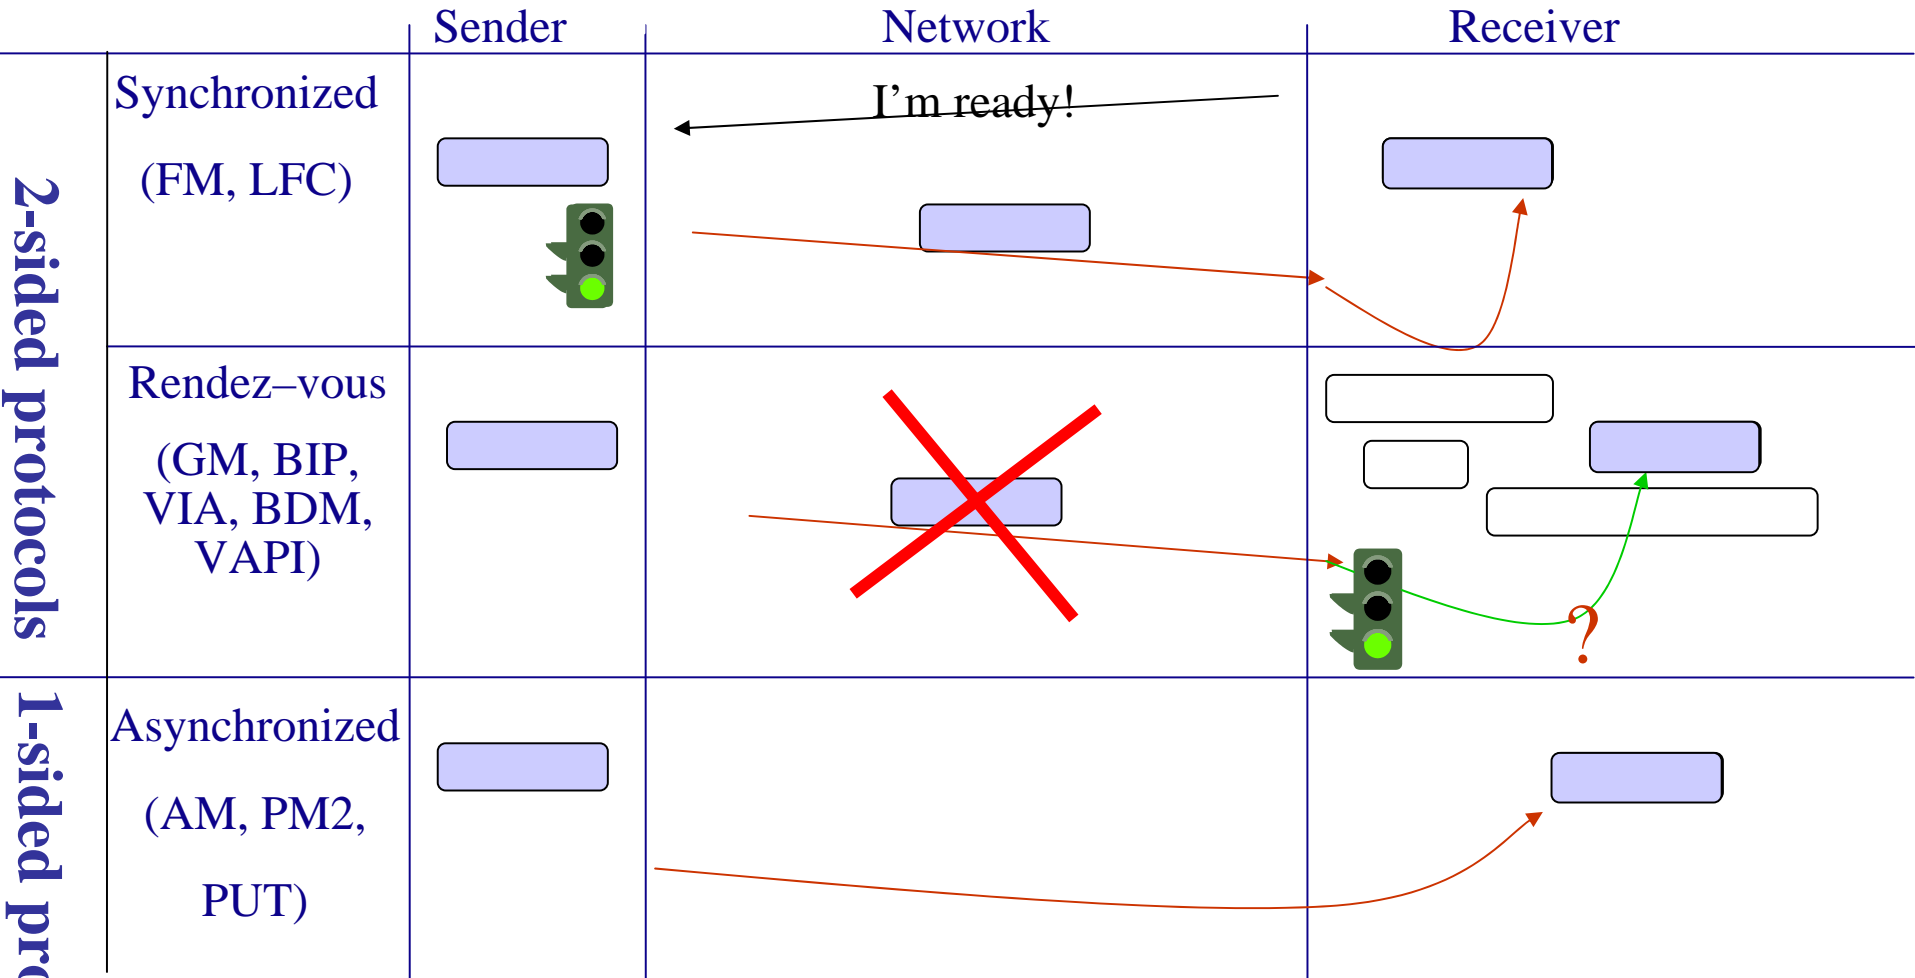 Sender
Network
Receiver
2-sided protocols
Synchronized
(FM, LFC)
I'm ready!
Rendez–vous
(GM, BIP,
VIA, BDM,
VAPI)
?
1-sided
Asynchronized
(AM, PM2,
PUT)